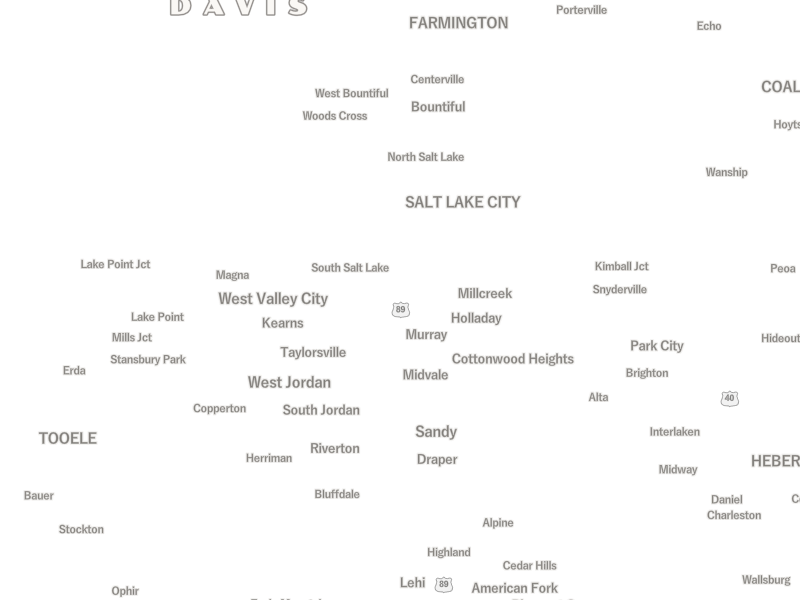 DAVIS
Porterville
FARMINGTON
Echo
Centerville
COAL
West Bountiful
Bountiful
Woods Cross
Hoyts
North Salt Lake
Wanship
SALT LAKE CITY
Lake Point Jct
South Salt Lake
Kimball Jct
Peoa
Magna
Snyderville
Millcreek
West Valley City
89
Lake Point
Holladay
Kearns
Murray
Mills Jct
Hideout
Park City
Taylorsville
Stansbury Park
Cottonwood Heights
Erda
Brighton
Midvale
West Jordan
Alta
40
Copperton
South Jordan
Sandy
Interlaken
TOOELE
Riverton
Herriman
Draper
HEBER
Midway
Bauer
Bluffdale
Daniel
Charleston
Alpine
Stockton
Highland
Cedar Hills
Wallsburg
Lehi
89
American Fork
Ophir